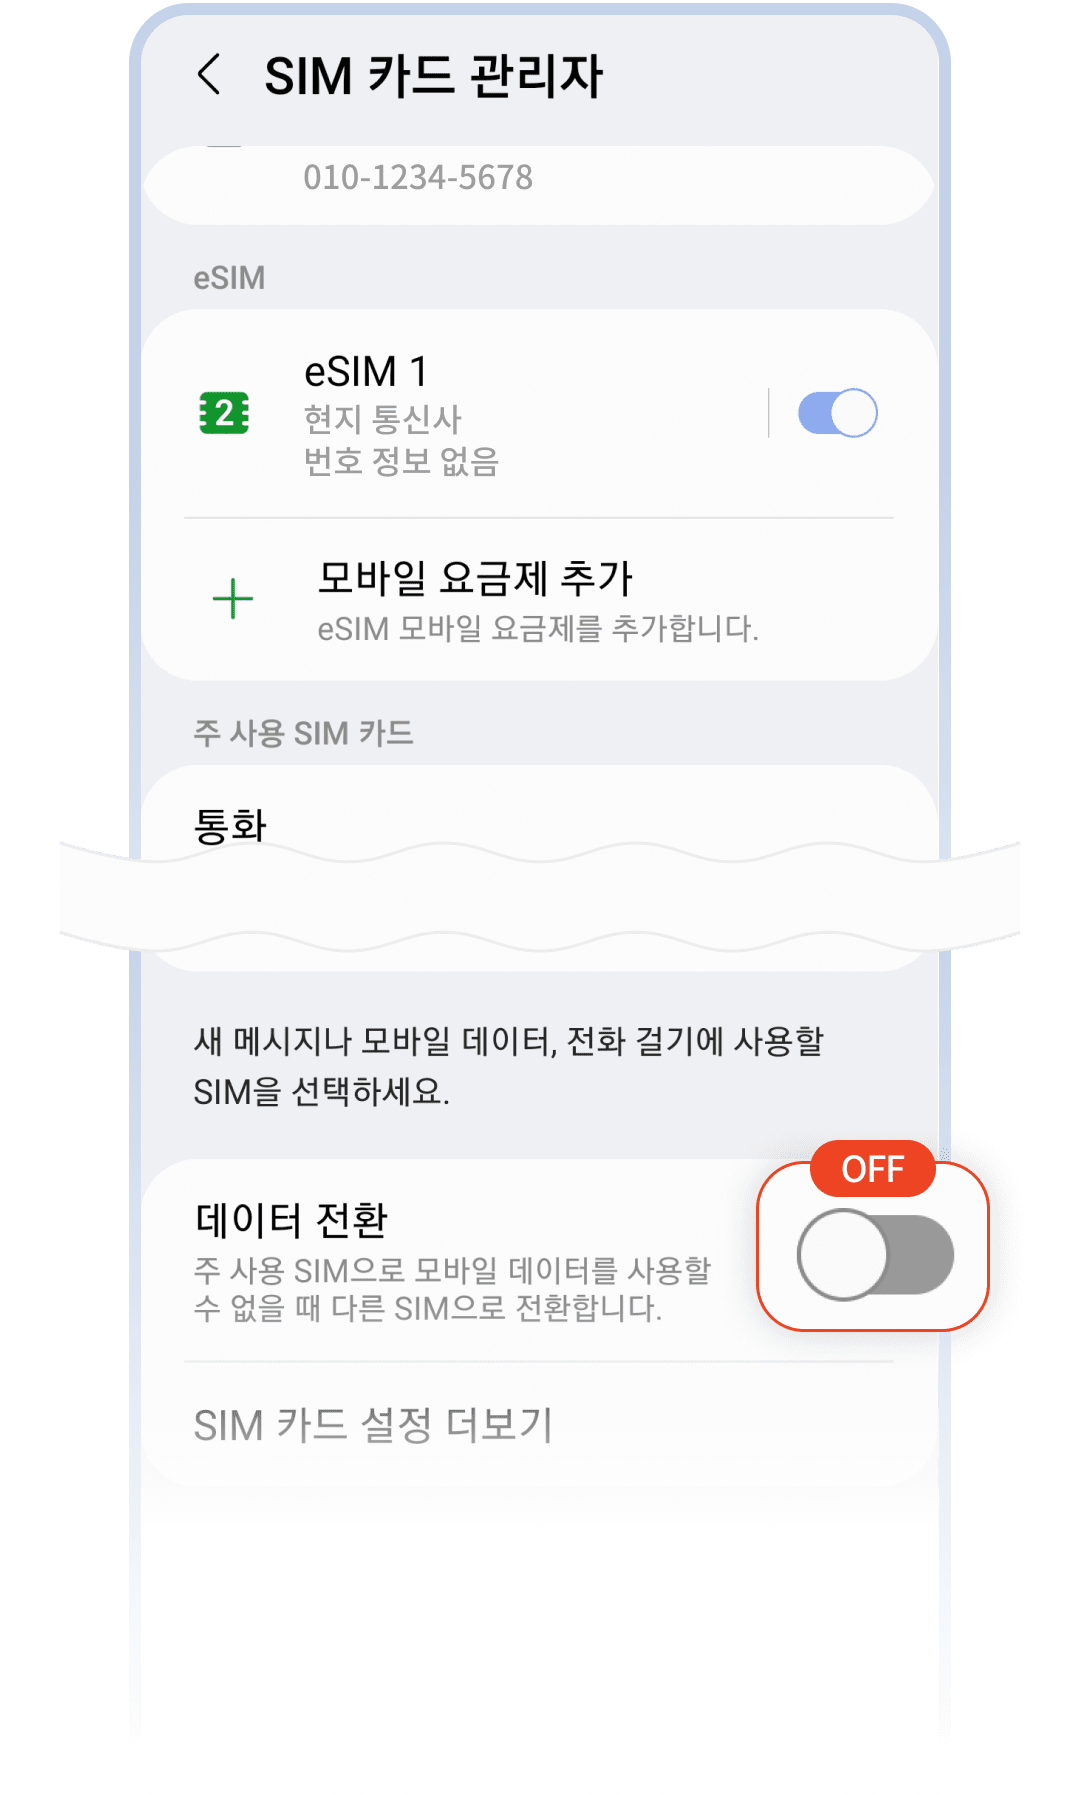 SIM 카드 관리자
010-1234-5678
eSIM
eSIM 1
2
현지 통신사
번호 정보 없음
모바일 요금제 추가
eSIM 모바일 요금제를 추가합니다.
주 사용 SIM 카드
통화
새 메시지나 모바일 데이터, 전화 걸기에 사용할
SIM을 선택하세요.
OFF
데이터 전환
주 사용 SIM으로 모바일 데이터를 사용할
수 없을 때 다른 SIM으로 전환합니다.
SIM 카드 설정 더보기